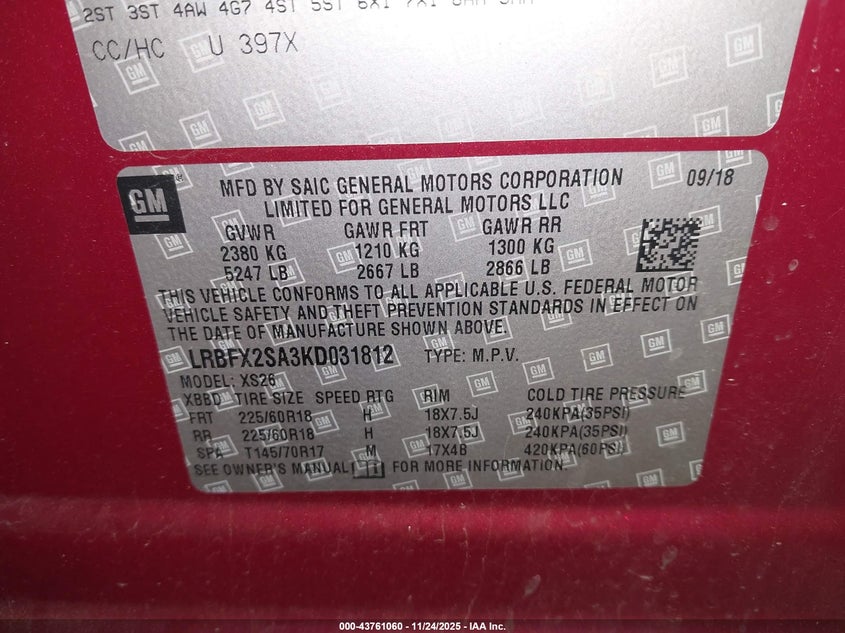 2ST 3ST 4AW 4G7 4ST 5ST 6X1 7X1
CC/HC U 397X
GM
MFD BY SAIC GENERAL MOTORS CORPORATION 09/18
LIMITED FOR GENERAL MOTORS LLC
GVWR GAWR FRT GAWR RR
2380 KG 1210 KG 1300 KG
5247 LB 2667 LB 2866 LB
THIS VEHICLE CONFORMS TO ALL APPLICABLE U.S. FEDERAL MOTOR
VEHICLE SAFETY AND THEFT PREVENTION STANDARDS IN EFFECT ON
THE DATE OF MANUFACTURE SHOWN ABOVE.
LRBFX2SA3KD031812 TYPE: M.P.V.
MODEL: XS26
XBBD TIRE SIZE SPEED RTG RIM COLD TIRE PRESSURE
FRT 225/60R18 H 18X7.5J 240KPA(35PSI)
RR 225/60R18 H 18X7.5J 240KPA(35PSI)
SPA T145/70R17 M 17X4B 420KPA(60PSI)
SEE OWNER'S MANUAL FOR MORE INFORMATION
000-43761060 - 11/24/2025 - IAA Inc.